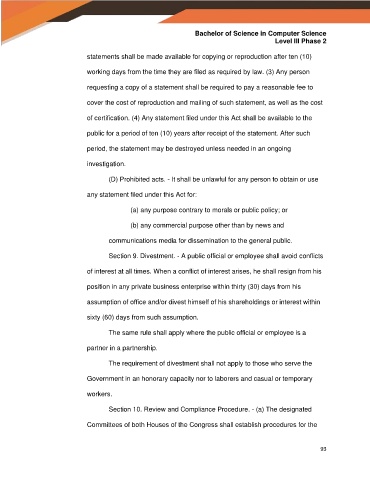 Bachelor of Science in Computer Science
Level III Phase 2
statements shall be made available for copying or reproduction after ten (10)
working days from the time they are filed as required by law. (3) Any person
requesting a copy of a statement shall be required to pay a reasonable fee to
cover the cost of reproduction and mailing of such statement, as well as the cost
of certification. (4) Any statement filed under this Act shall be available to the
public for a period of ten (10) years after receipt of the statement. After such
period, the statement may be destroyed unless needed in an ongoing
investigation.
(D) Prohibited acts. - It shall be unlawful for any person to obtain or use
any statement filed under this Act for:
(a) any purpose contrary to morals or public policy; or
(b) any commercial purpose other than by news and
communications media for dissemination to the general public.
Section 9. Divestment. - A public official or employee shall avoid conflicts
of interest at all times. When a conflict of interest arises, he shall resign from his
position in any private business enterprise within thirty (30) days from his
assumption of office and/or divest himself of his shareholdings or interest within
sixty (60) days from such assumption.
The same rule shall apply where the public official or employee is a
partner in a partnership.
The requirement of divestment shall not apply to those who serve the
Government in an honorary capacity nor to laborers and casual or temporary
workers.
Section 10. Review and Compliance Procedure. - (a) The designated
Committees of both Houses of the Congress shall establish procedures for the
93